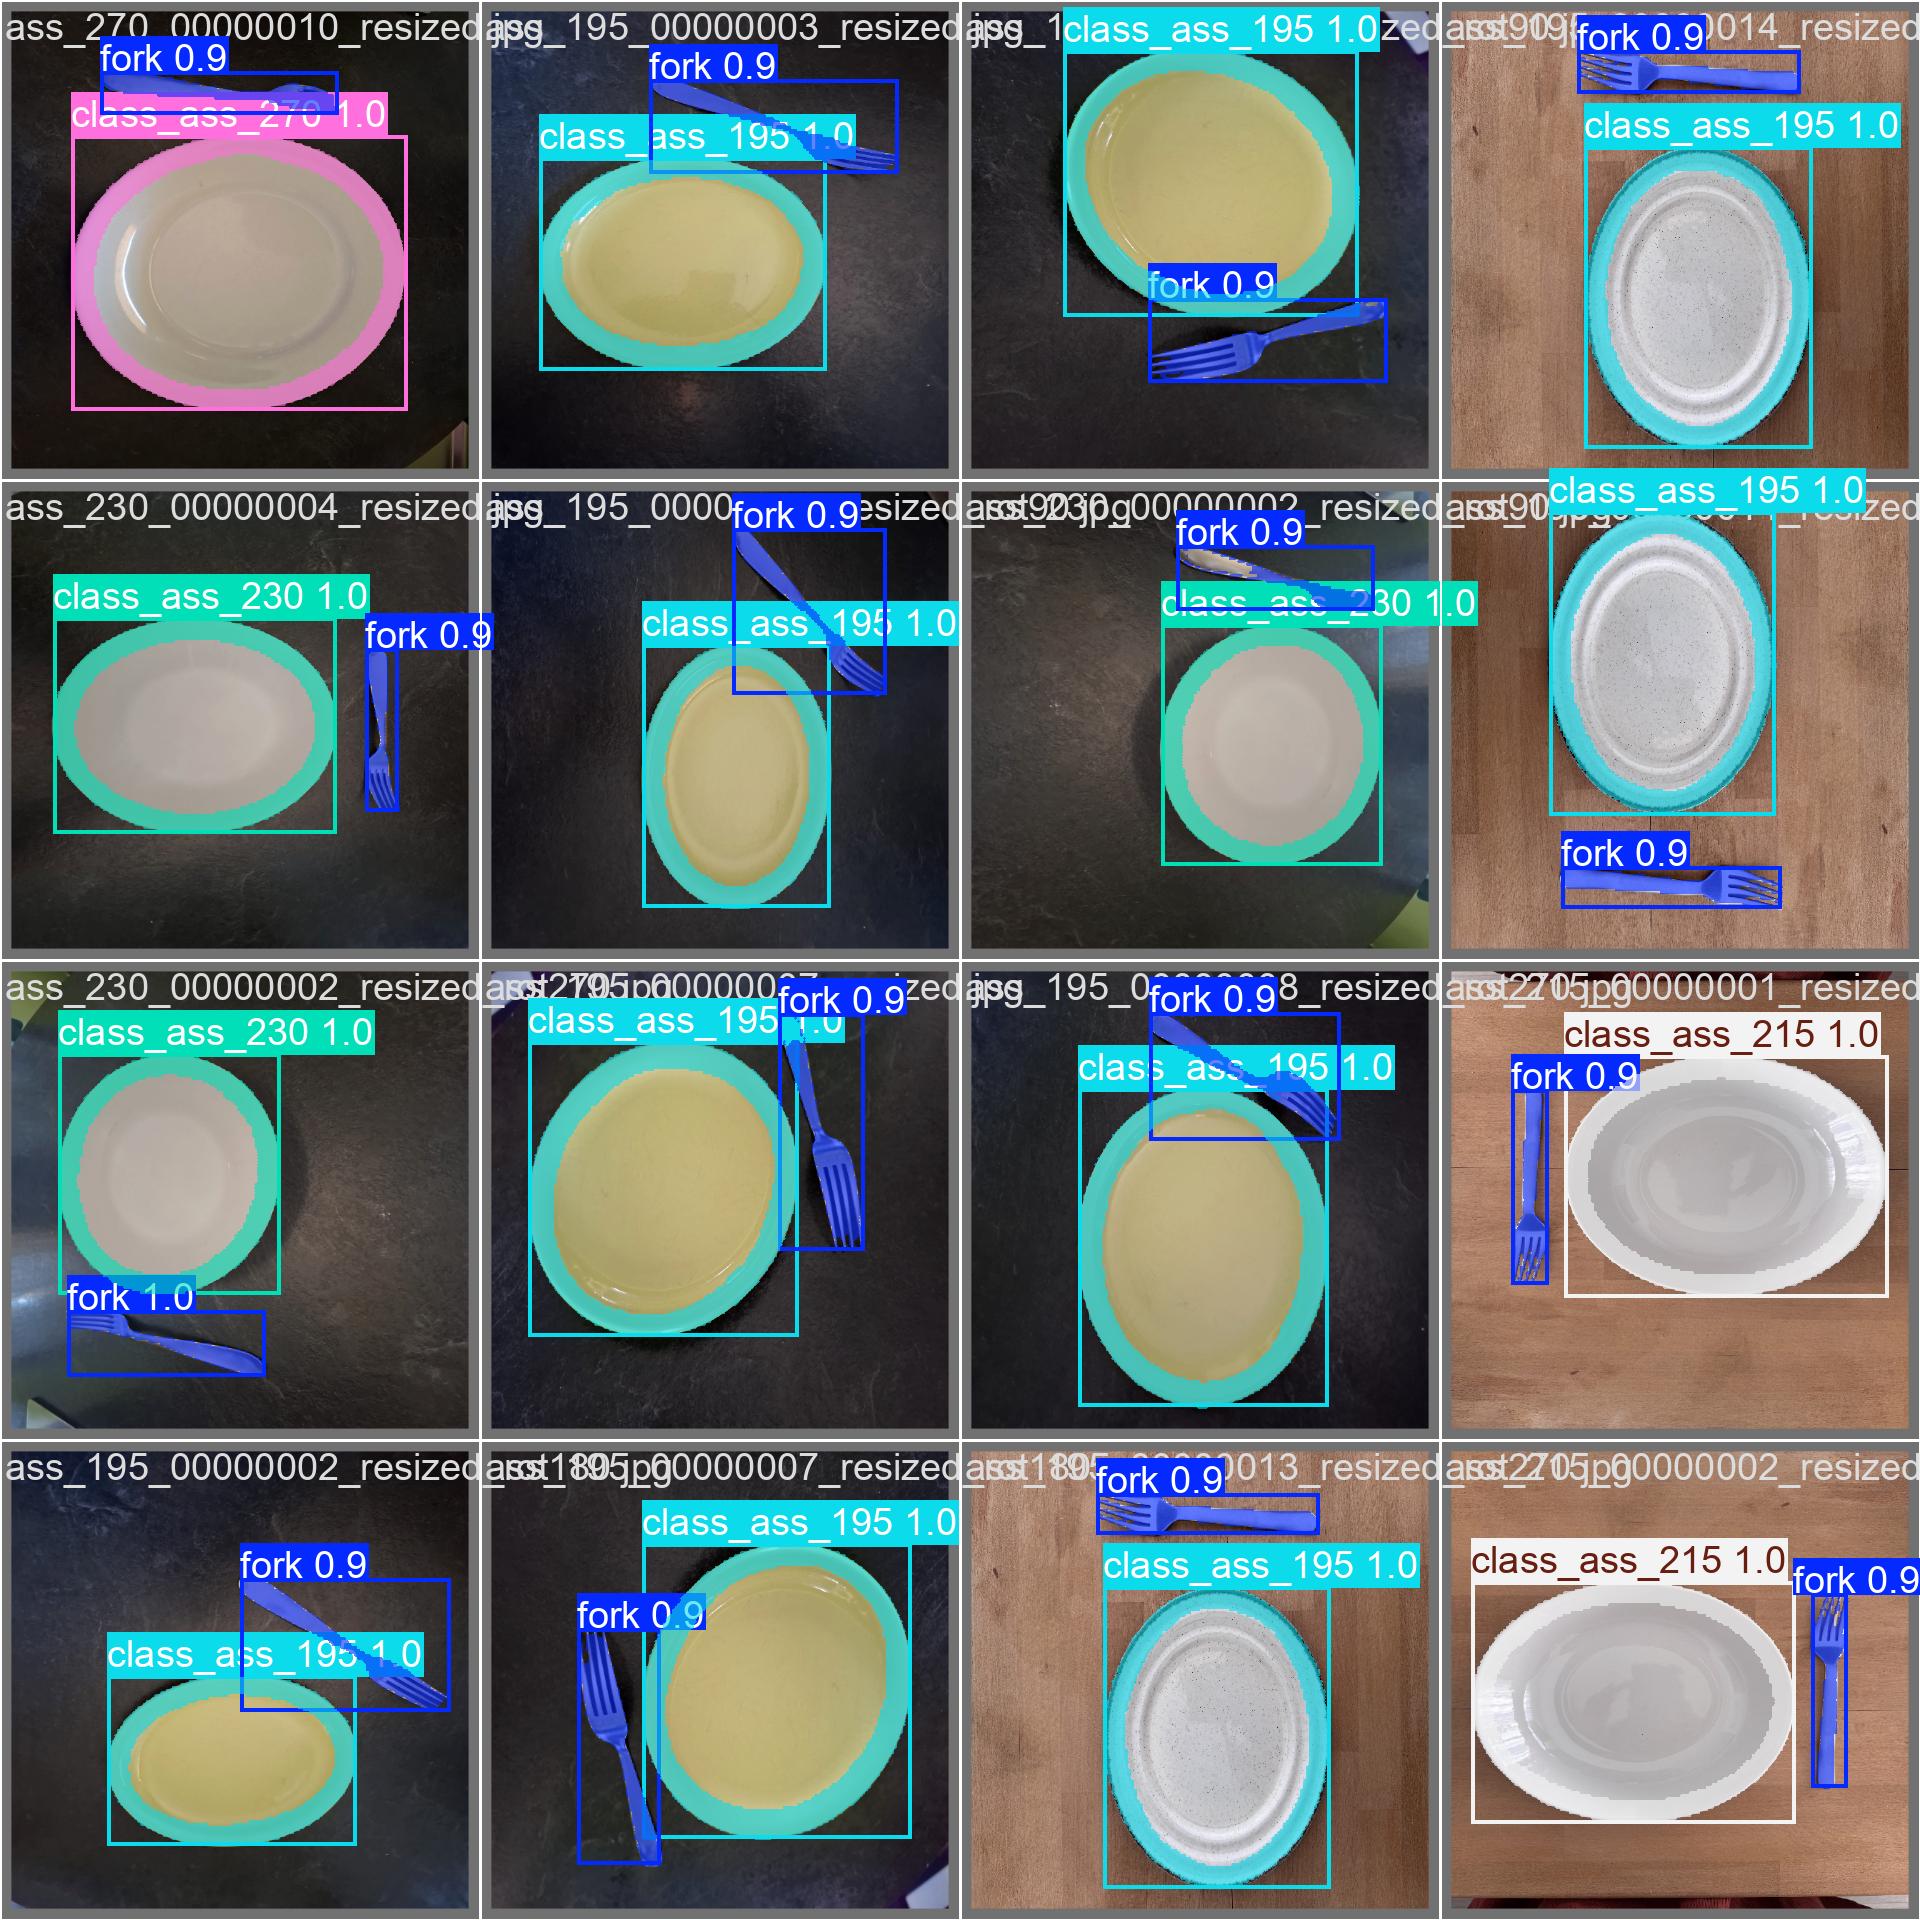 ass_270_00000010_resized
fork 0.9
class_ass_270 1.0
jpg_195_00000003_resized
fork 0.9
class_ass_195 1.0
class_ass_195 1.0
fork 0.9
fork 0.9
class_ass_195 1.0
ass_230_00000004_resized
class_ass_230 1.0
fork 0.9
fork 0.9
class_ass_195 1.0
fork 0.9
class_ass_230 1.0
class_ass_195 1.0
fork 0.9
ass_230_00000002_resized
class_ass_230 1.0
fork 1.0
fork 0.9
class_ass_195 1.0
fork 0.9
class_ass_195 1.0
class_ass_215 1.0
fork 0.9
ass_195_00000002_resized
fork 0.9
class_ass_195 1.0
class_ass_195 1.0
fork 0.9
fork 0.9
class_ass_195 1.0
class_ass_215 1.0
fork 0.9